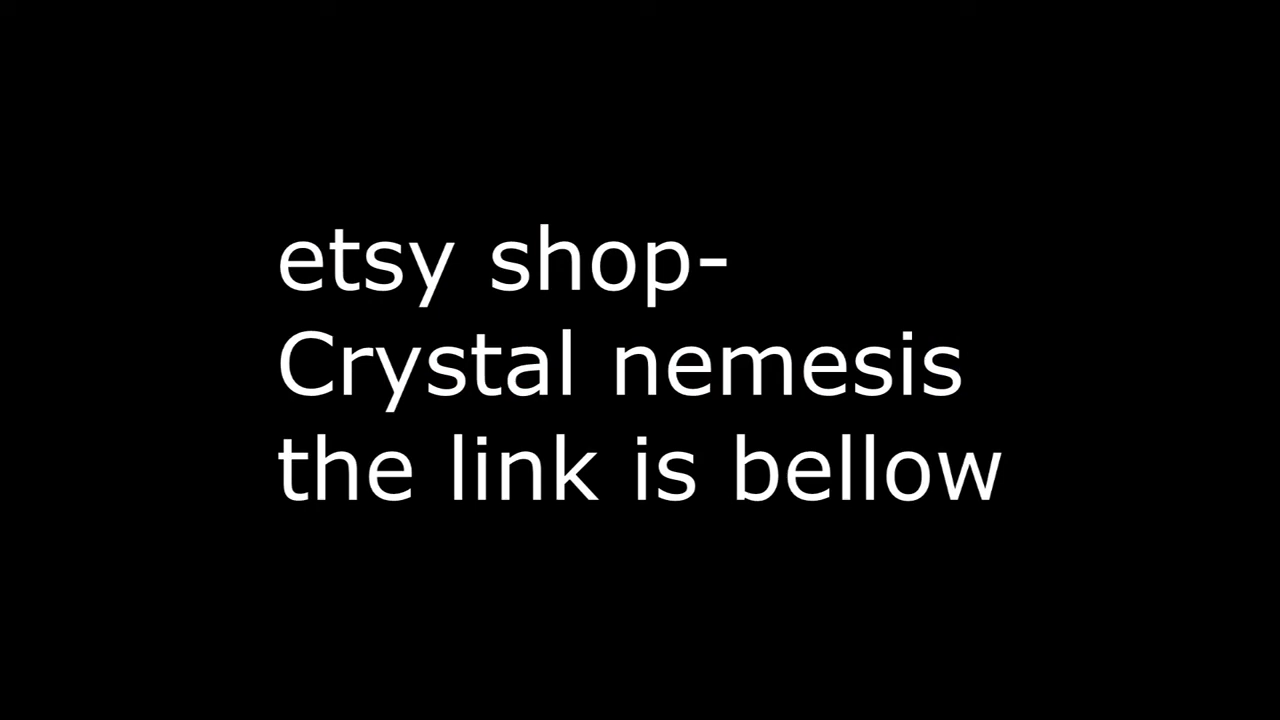 etsy shop-
Crystal nemesis
the link is bellow